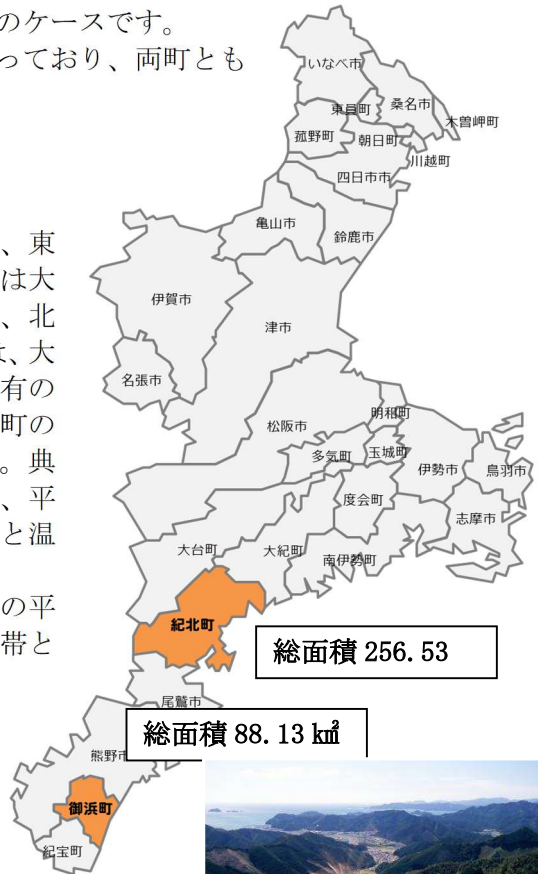 のケースです。
っており、両町とも
、東
は大
、北
は、大
有の
町の
。典
、平
と温
の平
帯と
いなべ市
東員町
桑名市
木曽岬町
菰野町
朝日町
川越町
四日市市
亀山市
鈴鹿市
伊賀市
津市
名張市
松阪市
明和町
多気町
玉城町
伊勢市
鳥羽市
度会町
志摩市
大台町
大紀町
南伊勢町
紀北町
総面積 256.53
尾鷲市
総面積 88.13 ㎢
熊野市
御浜町
紀宝町